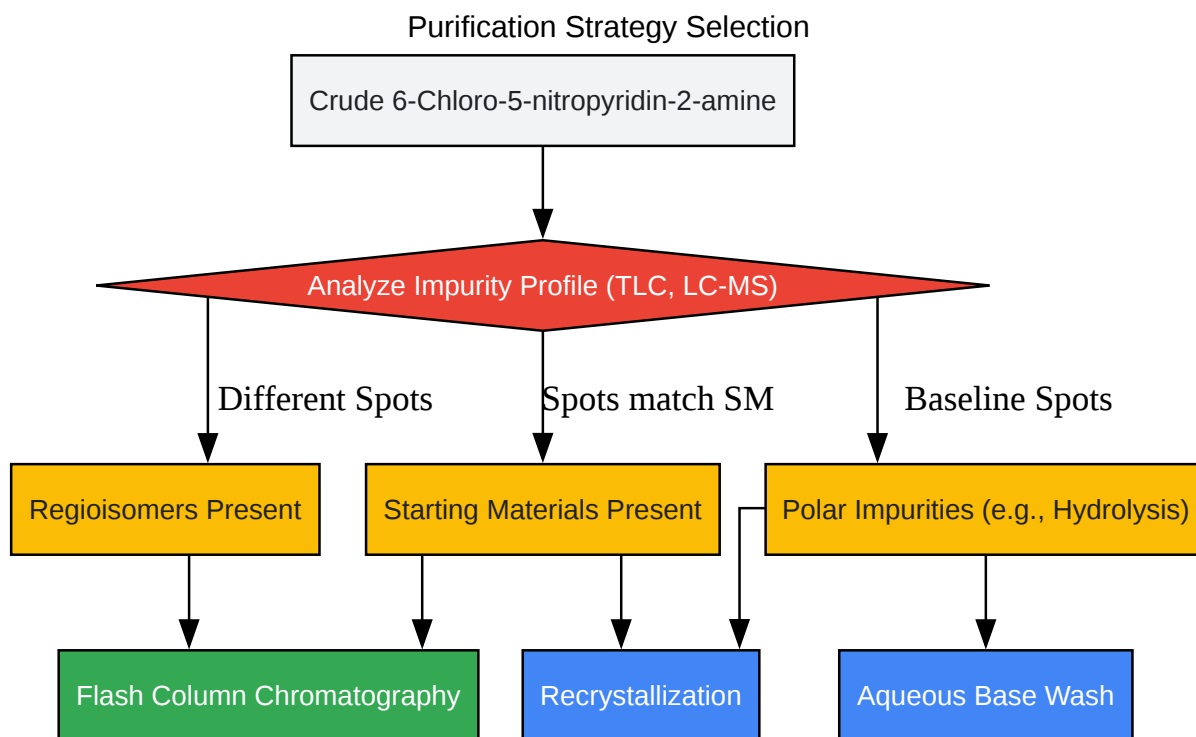 Purification Strategy Selection
Crude 6-Chloro-5-nitropyridin-2-amine
Analyze Impurity Profile (TLC, LC-MS)
Different Spots
Spots match SM
Baseline Spots
Regioisomers Present
Starting Materials Present
Polar Impurities (e.g., Hydrolysis)
Flash Column Chromatography
Recrystallization
Aqueous Base Wash